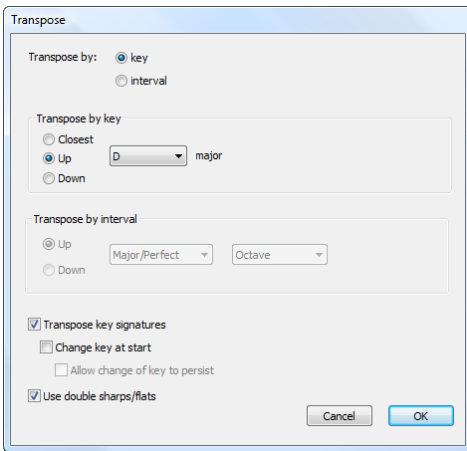 Transpose
Transpose by: key
interval
Transpose by key
Closest
Up D major
Down
Transpose by interval
Up Major/Perfect Octave
Down
Transpose key signatures
Change key at start
Allow change of key to persist
Use double sharps/flats
Cancel OK